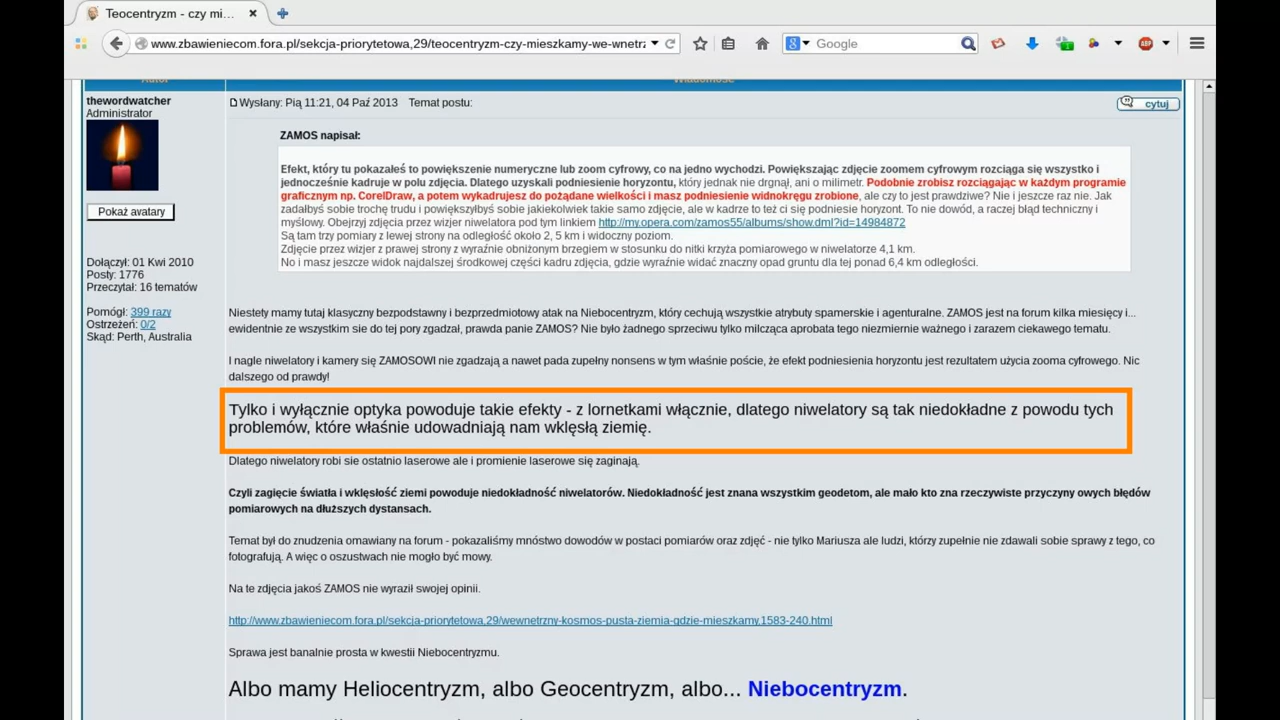 Teocentryzm - czy mi...
www.zbawieniecom.fora.pl/sekcja-priorytetowa,29/teocentryzm-czy-mieszkamy-we-wnetrz
Google
Autor
Wiadomość
thewordwatcher
Administrator
Pokaż avatary
Dołączył: 01 Kwi 2010
Posty: 1776
Przeczytał: 16 tematów
Pomógł: 399 razy
Ostrzeżeń: 0/2
Skąd: Perth, Australia
Wysłany: Pią 11:21, 04 Paź 2013 Temat postu:
cytuj
ZAMOS napisał:
Efekt, który tu pokazałeś to powiększenie numeryczne lub zoom cyfrowy, co na jedno wychodzi. Powiększając zdjęcie zoomem cyfrowym rozciąga się wszystko i
jednocześnie kadruje w polu zdjęcia. Dlatego uzyskali podniesienie horyzontu, który jednak nie drgnął, ani o milimetr. Podobnie zrobisz rozciągając w każdym programie
graficznym np. CorelDraw, a potem wykadrujesz do pożądane wielkości i masz podniesienie widnokręgu zrobione, ale czy to jest prawdziwe? Nie i jeszcze raz nie. Jak
zadałbyś sobie trochę trudu i powiększyłbyś sobie jakiekolwiek takie samo zdjęcie, ale w kadrze to też ci się podniesie horyzont. To nie dowód, a raczej błąd techniczny i
myślowy. Obejrzyj zdjęcia przez wizjer niwelatora pod tym linkiem http://my.opera.com/zamos55/albums/show.dml?id=14984872
Są tam trzy pomiary z lewej strony na odległość około 2, 5 km i widoczny poziom.
Zdjęcie przez wizier z prawej strony z wyraźnie obniżonym brzegiem w stosunku do nitki krzyża pomiarowego w niwelatorze 4,1 km.
No i masz jeszcze widok najdalszej środkowej części kadru zdjęcia, gdzie wyraźnie widać znaczny opad gruntu dla tej ponad 6,4 km odległości.
Niestety mamy tutaj klasyczny bezpodstawny i bezprzedmiotowy atak na Niebocentryzm, który cechują wszystkie atrybuty spamerskie i agenturalne. ZAMOS jest na forum kilka miesięcy i...
ewidentnie ze wszystkim sie do tej pory zgadzał, prawda panie ZAMOS? Nie było żadnego sprzeciwu tylko milcząca aprobata tego niezmiernie ważnego i zarazem ciekawego tematu.
I nagle niwelatory i kamery się ZAMOSOWI nie zgadzają a nawet pada zupełny nonsens w tym właśnie poście, że efekt podniesienia horyzontu jest rezultatem użycia zooma cyfrowego. Nic
dalszego od prawdy!
Tylko i wyłącznie optyka powoduje takie efekty - z lornetkami włącznie, dlatego niwelatory są tak niedokładne z powodu tych
problemów, które właśnie udowadniają nam wklęsłą ziemię.
Dlatego niwelatory robi sie ostatnio laserowe ale i promienie laserowe się zaginają.
Czyli zagięcie światła i wklęsłość ziemi powoduje niedokładność niwelatorów. Niedokładność jest znana wszystkim geodetom, ale mało kto zna rzeczywiste przyczyny owych błędów
pomiarowych na dłuższych dystansach.
Temat był do znudzenia omawiany na forum - pokazaliśmy mnóstwo dowodów w postaci pomiarów oraz zdjęć - nie tylko Mariusza ale ludzi, którzy zupełnie nie zdawali sobie sprawy z tego, co
fotografują. A więc o oszustwach nie mogło być mowy.
Na te zdjęcia jakoś ZAMOS nie wyraził swojej opinii.
http://www.zbawieniecom.fora.pl/sekcja-priorytetowa,29/wewnetrzny-kosmos-pusta-ziemia-gdzie-mieszkamy,1583-240.html
Sprawa jest banalnie prosta w kwestii Niebocentryzmu.
Albo mamy Heliocentryzm, albo Geocentryzm, albo... Niebocentryzm.